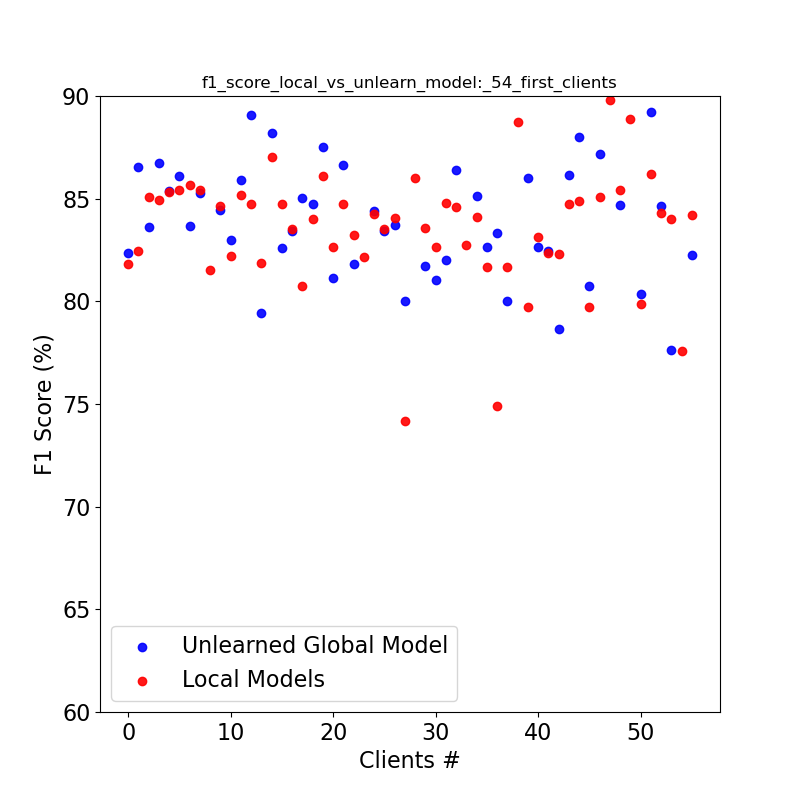 f1_score_local_vs_unlearn_model:_54_first_clients
90
85
80
75
70
65
60
F1 Score (%)
Unlearned Global Model
Local Models
0 10 20 30 40 50
Clients #